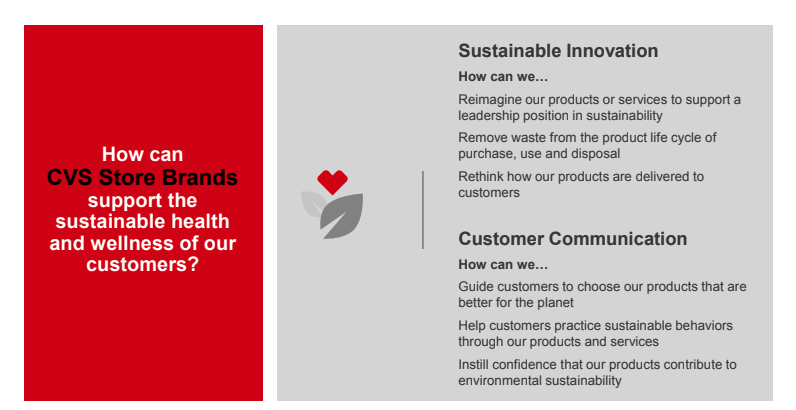 How can
CVS Store Brands
support the
sustainable health
and wellness of our
customers?
Sustainable Innovation
How can we…
Reimagine our products or services to support a
leadership position in sustainability
Remove waste from the product life cycle of
purchase, use and disposal
Rethink how our products are delivered to
customers
Customer Communication
How can we…
Guide customers to choose our products that are
better for the planet
Help customers practice sustainable behaviors
through our products and services
Instill confidence that our products contribute to
environmental sustainability